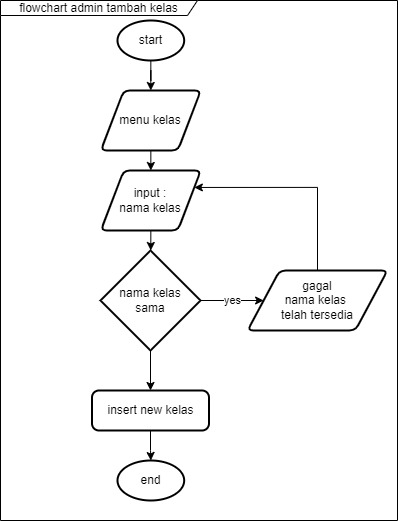 flowchart admin tambah kelas
start
menu kelas
input :
nama kelas
nama kelas
sama
yes
gagal
nama kelas
telah tersedia
insert new kelas
end